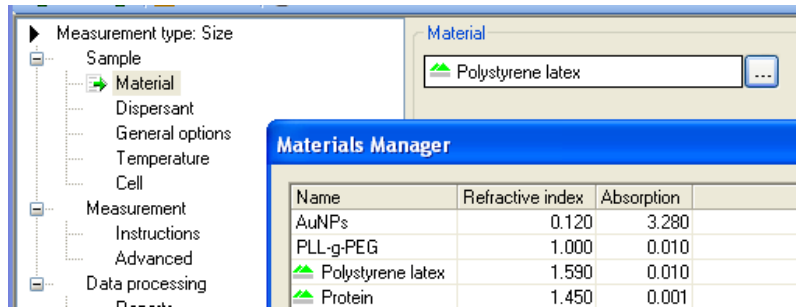 Measurement type: Size
Sample
Material
Dispersant
General options
Temperature
Cell
Measurement
Instructions
Advanced
Data processing
Reports
Material
Polystyrene latex
...
Materials Manager
Name Refractive index Absorption
AuNPs 0.120 3.280
PLL-g-PEG 1.000 0.010
Polystyrene latex 1.590 0.010
Protein 1.450 0.001